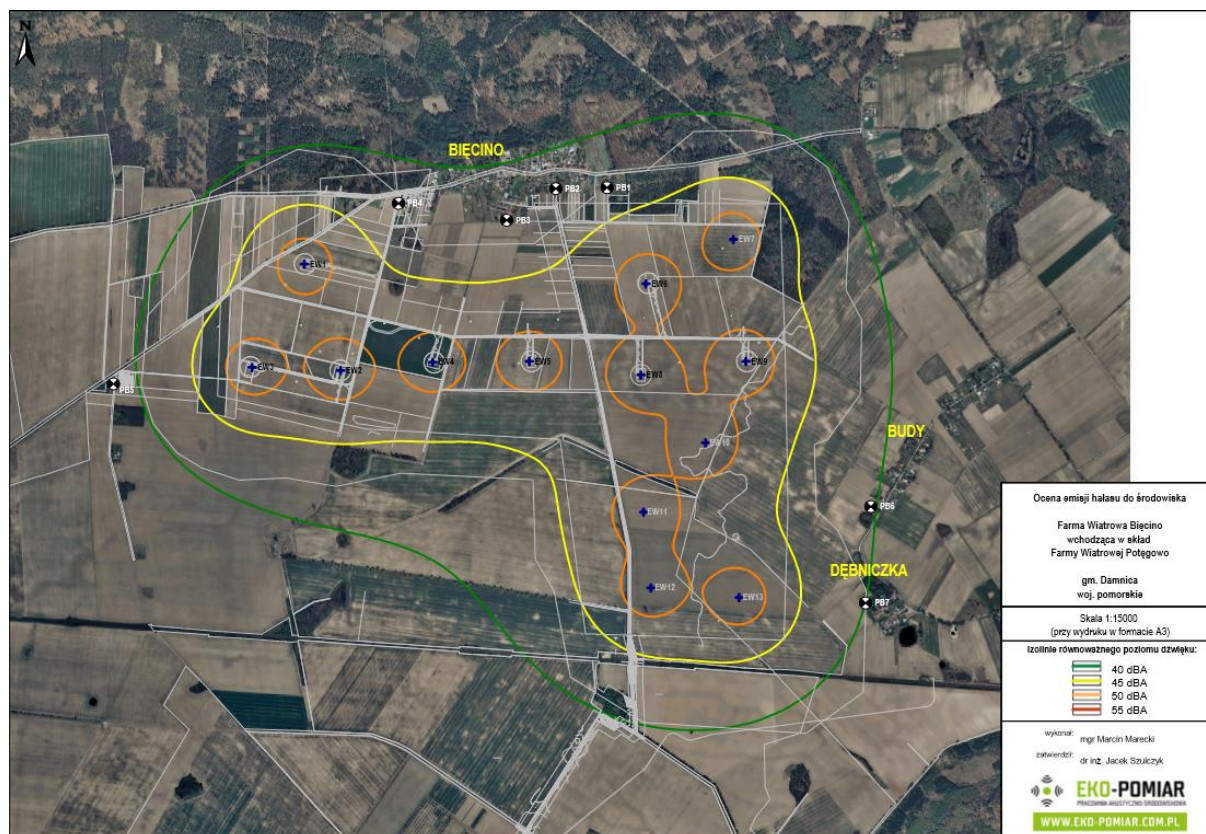 N
BIĘCINO
PB2
PB1
PB4
PB3
EW7
EW1
EW6
EW3
EW2
EW4
EW5
EW8
EW9
PB5
BUDY
EW10
PB6
EW11
DĘBNICZKA
EW12
EW13
PB7
Ocena emisji hałasu do środowiska
Farma Wiatrowa Bięcino
wchodząca w skład
Farmy Wiatrowej Potęgowo
gm. Damnica
woj. pomorskie
Skala 1:15000
(przy wydruku w formacie A3)
Izolinie równoważnego poziomu dźwięku:
40 dBA
45 dBA
50 dBA
55 dBA
wykonał: mgr Marcin Marecki
zatwierdził: dr inż. Jacek Szulczyk
EKO-POMIAR
PRACOWNIA AKUSTYCZNO-ŚRODOWISKOWA
WWW.EKO-POMIAR.COM.PL